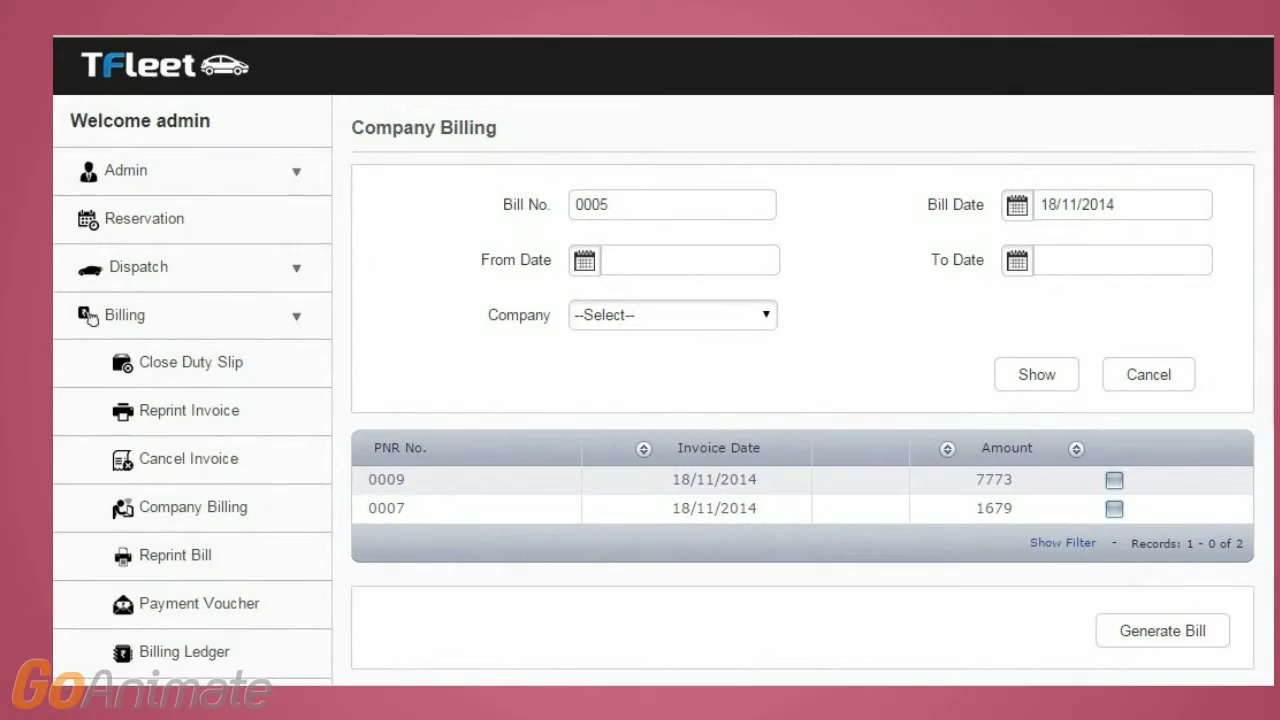 TFleet
Welcome admin
Admin
Reservation
Dispatch
Billing
Close Duty Slip
Reprint Invoice
Cancel Invoice
Company Billing
Reprint Bill
Payment Voucher
Billing Ledger
Company Billing
Bill No. 0005 Bill Date 18/11/2014
From Date To Date
Company --Select--
Show Cancel
PNR No. Invoice Date Amount
0009 18/11/2014 7773
0007 18/11/2014 1679
Show Filter - Records: 1 - 0 of 2
Generate Bill
GoAnimate